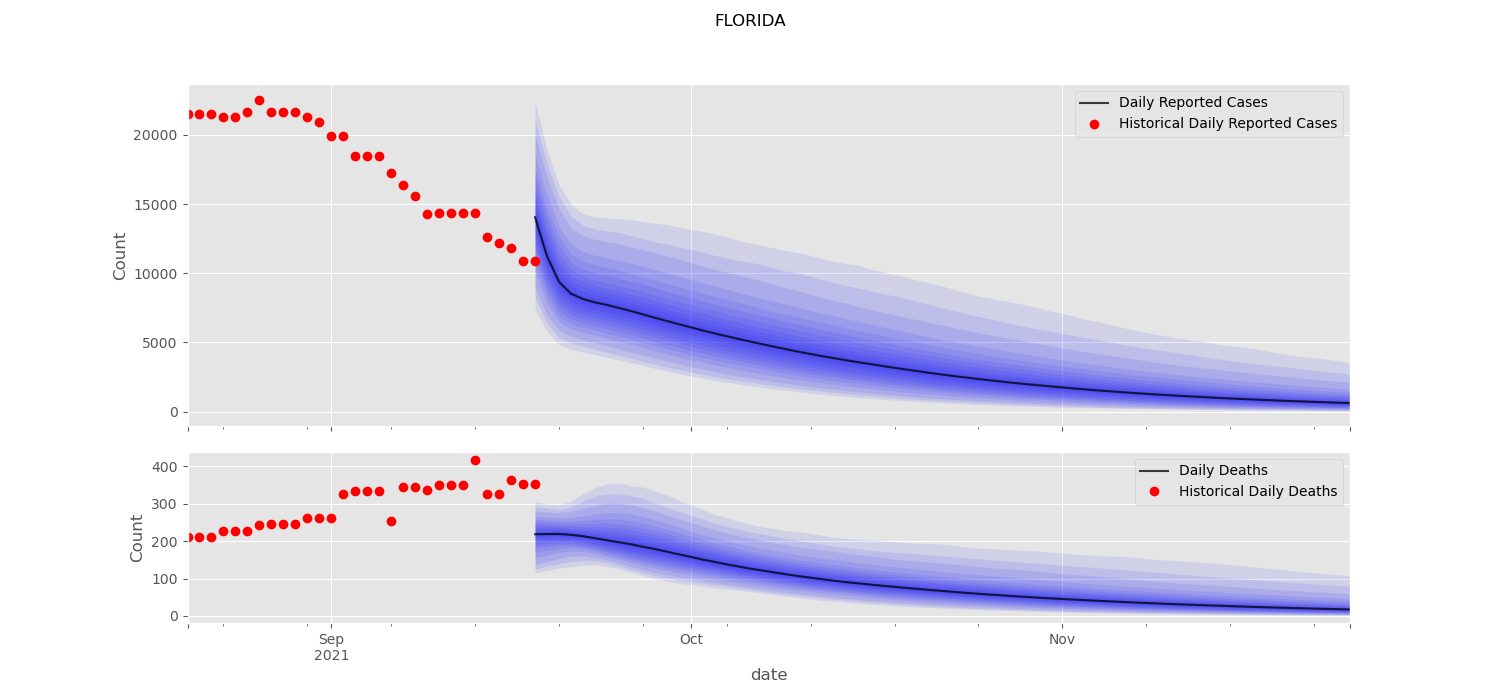 FLORIDA
Daily Reported Cases
Historical Daily Reported Cases
20000
15000
10000
5000
0
Count
Daily Deaths
Historical Daily Deaths
400
300
200
100
0
Count
Sep
2021
Oct
Nov
date